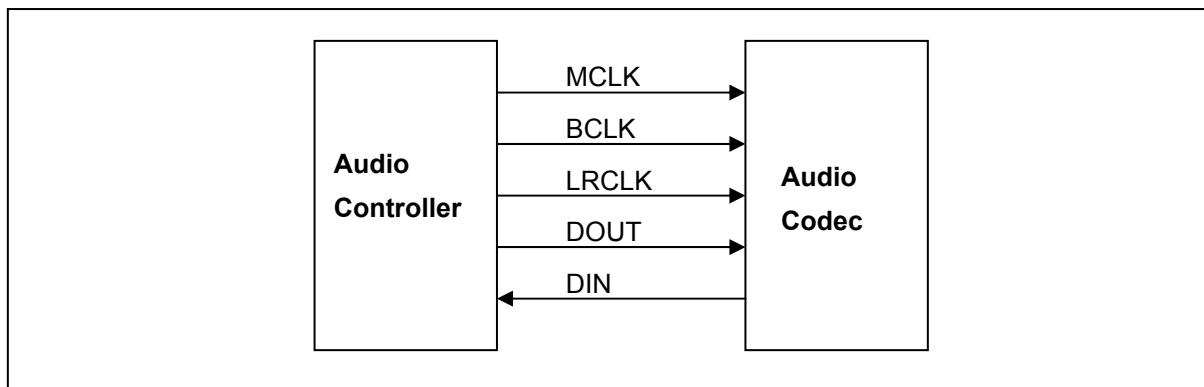 Audio
Controller
MCLK
BCLK
LRCLK
DOUT
DIN
Audio
Codec